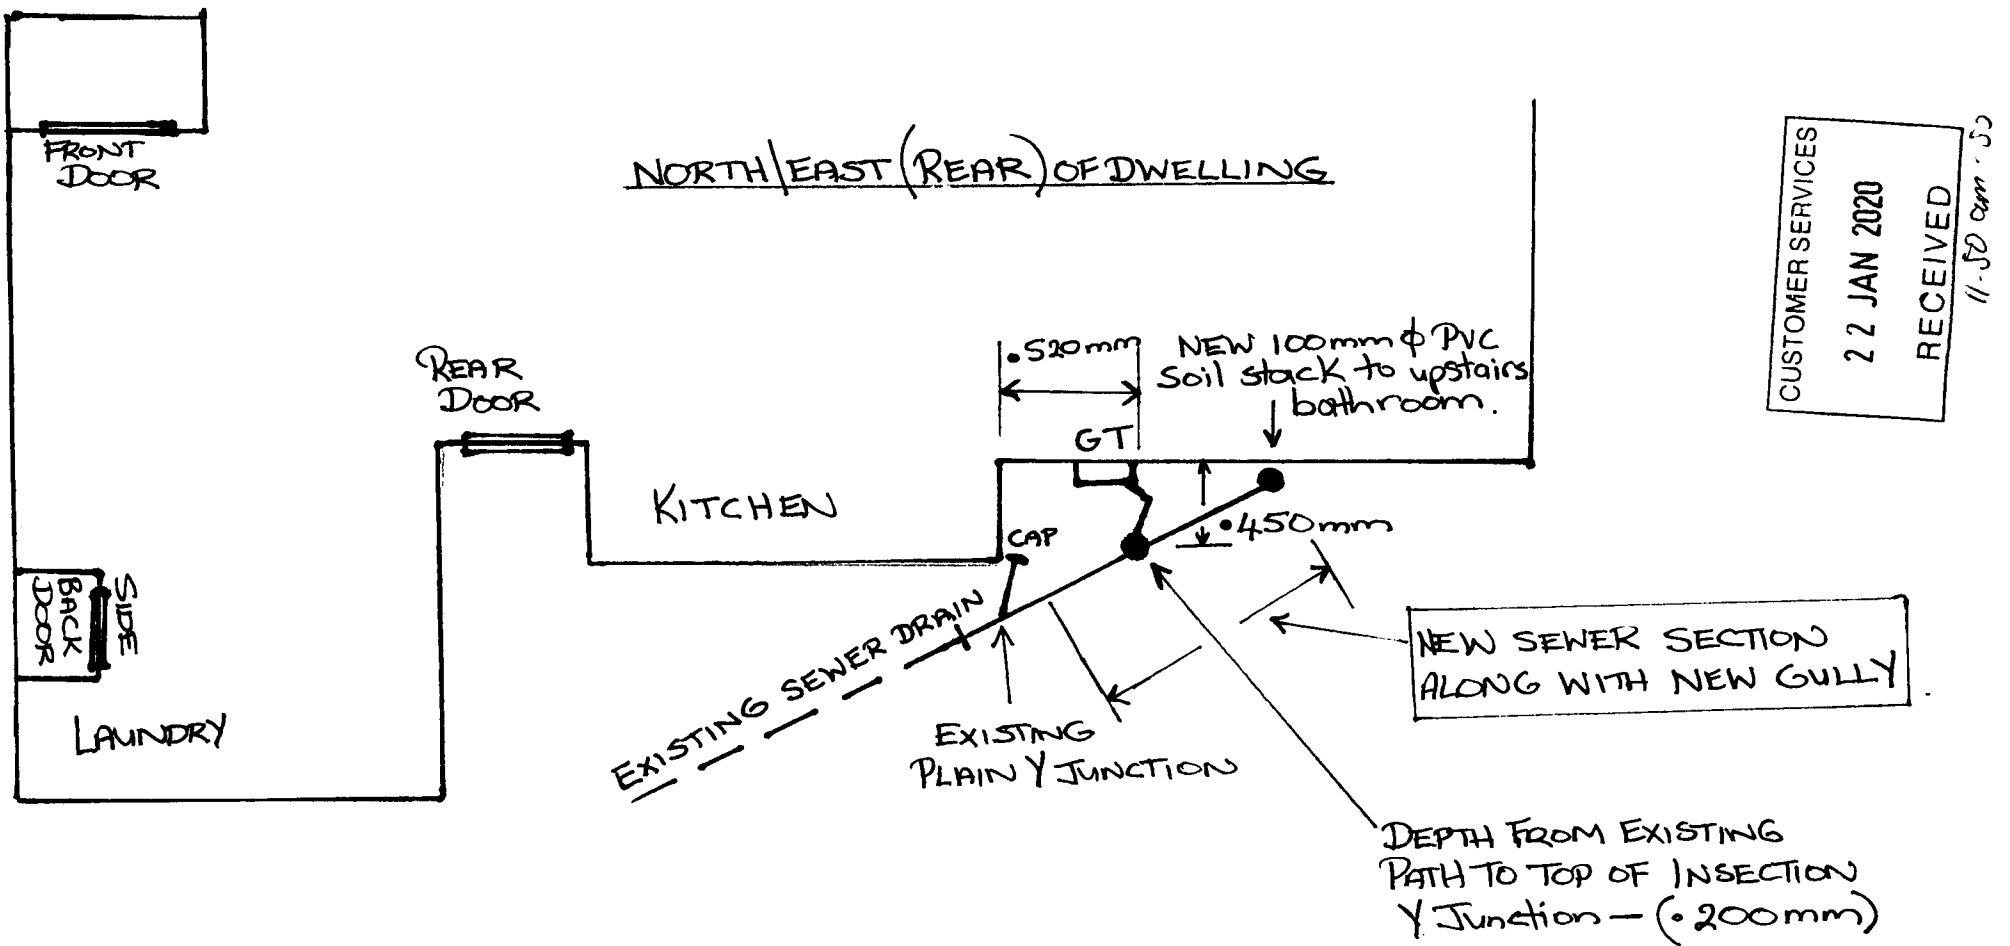 FRONT
DOOR
NORTH/EAST (REAR) OF DWELLING
CUSTOMER SERVICES
22 JAN 2020
RECEIVED
11.50 am
REAR
DOOR
.520mm
NEW 100mm ϕ PVC
Soil stack to upstairs
bathroom.
GT
KITCHEN
CAP
.450mm
SIDE
BACK
DOOR
LAUNDRY
EXISTING SEWER DRAIN
EXISTING
PLAIN Y JUNCTION
NEW SEWER SECTION
ALONG WITH NEW GULLY
DEPTH FROM EXISTING
PATH TO TOP OF INSECTION
Y Junction – (.200mm)